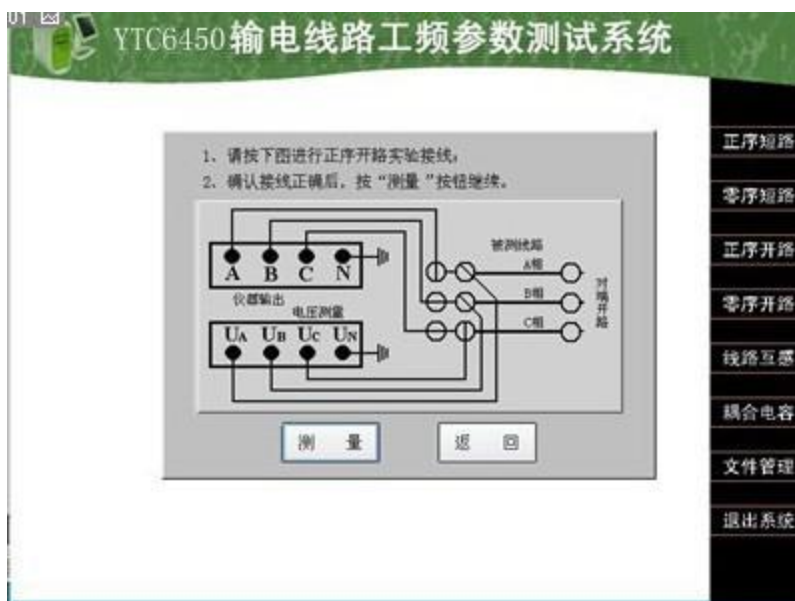 01
YTC6450输电线路工频参数测试系统
1、请按下图进行正序开路实验接线。
2、确认接线正确后，按“测量”按钮继续。
A B C N
仪器输出
电压测量
UA UB UC UN
被测线路
A相
B相
C相
对端开路
测 量
返 回
正序短路
零序短路
正序开路
零序开路
线路互感
耦合电容
文件管理
退出系统